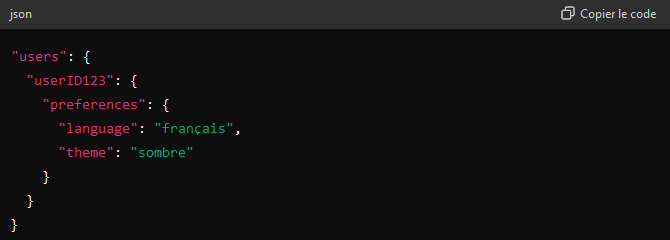 json
Copier le code
"users": {
  "userID123": {
    "preferences": {
      "language": "français",
      "theme": "sombre"
    }
  }
}